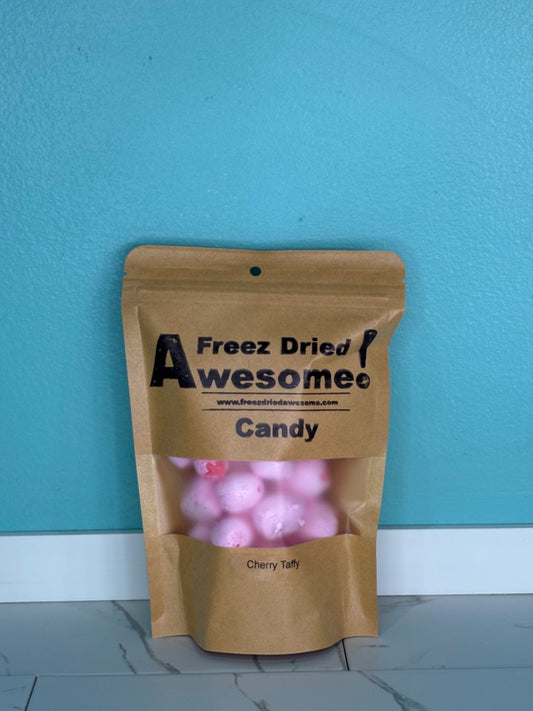 Freez Dried
Awesome!
www.freezdriedawesome.com
Candy
Cherry Taffy